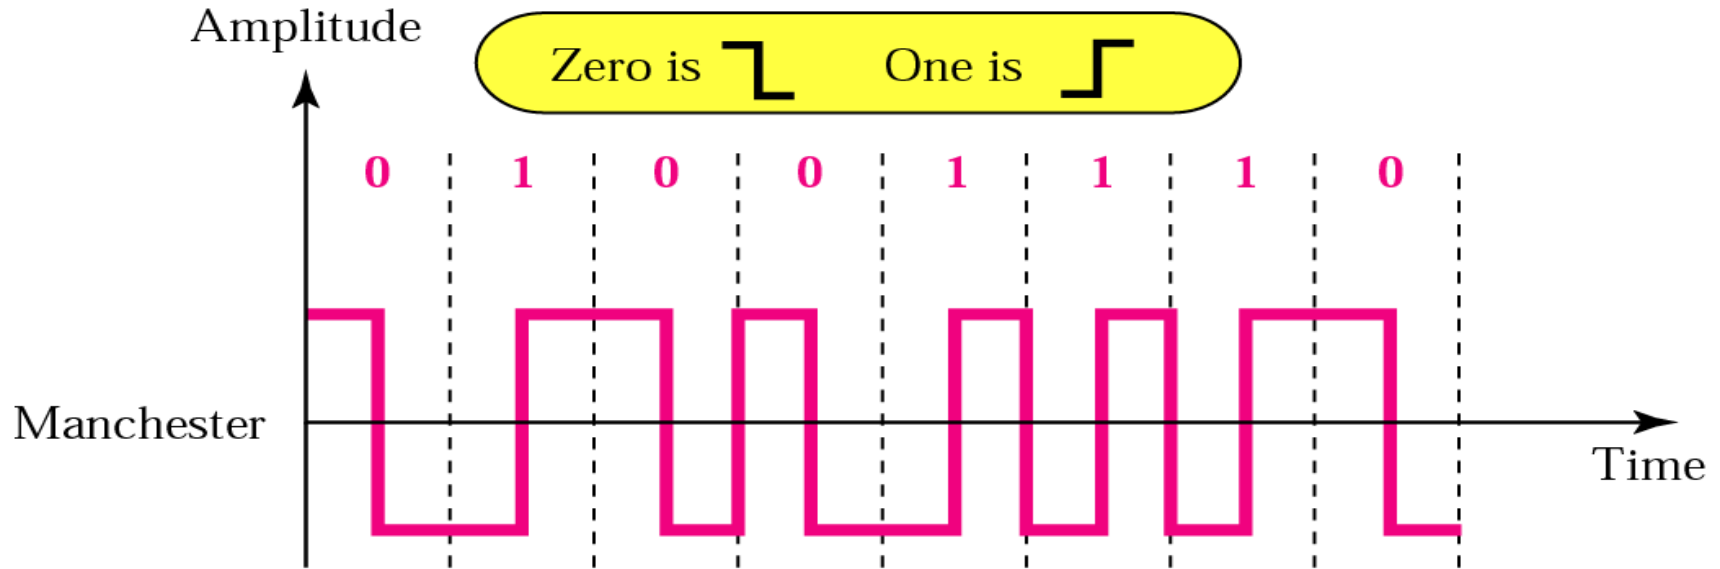 Amplitude
Zero is One is
0 1 0 0 1 1 1 0
Manchester
Time